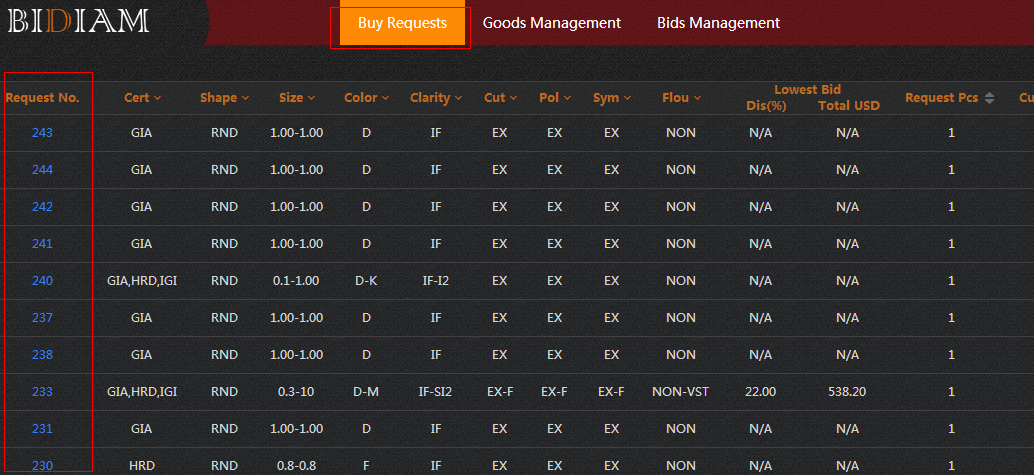 BIDIAM Buy Requests Goods Management Bids Management
Request No. Cert Shape Size Color Clarity Cut Pol Sym Flou Lowest Bid Dis(%) Total USD Request Pcs Cu
243 GIA RND 1.00-1.00 D IF EX EX EX NON N/A N/A 1
244 GIA RND 1.00-1.00 D IF EX EX EX NON N/A N/A 1
242 GIA RND 1.00-1.00 D IF EX EX EX NON N/A N/A 1
241 GIA RND 1.00-1.00 D IF EX EX EX NON N/A N/A 1
240 GIA,HRD,IGI RND 0.1-1.00 D-K IF-I2 EX EX EX NON N/A N/A 1
237 GIA RND 1.00-1.00 D IF EX EX EX NON N/A N/A 1
238 GIA RND 1.00-1.00 D IF EX EX EX NON N/A N/A 1
233 GIA,HRD,IGI RND 0.3-10 D-M IF-SI2 EX-F EX-F EX-F NON-VST 22.00 538.20 1
231 GIA RND 1.00-1.00 D IF EX EX EX NON N/A N/A 1
230 HRD RND 0.8-0.8 F IF EX EX EX NON N/A N/A 1